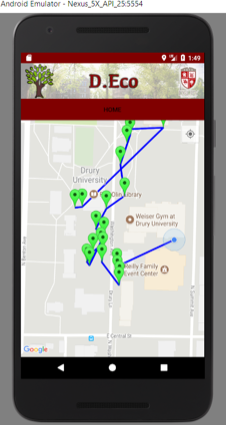 Android Emulator - Nexus_5X_API_25:5554
1:49
D.Eco
Drury
University
Olin Library
Weiser Gym at
Drury University
Reilly Family
Event Center
E Central St
Google